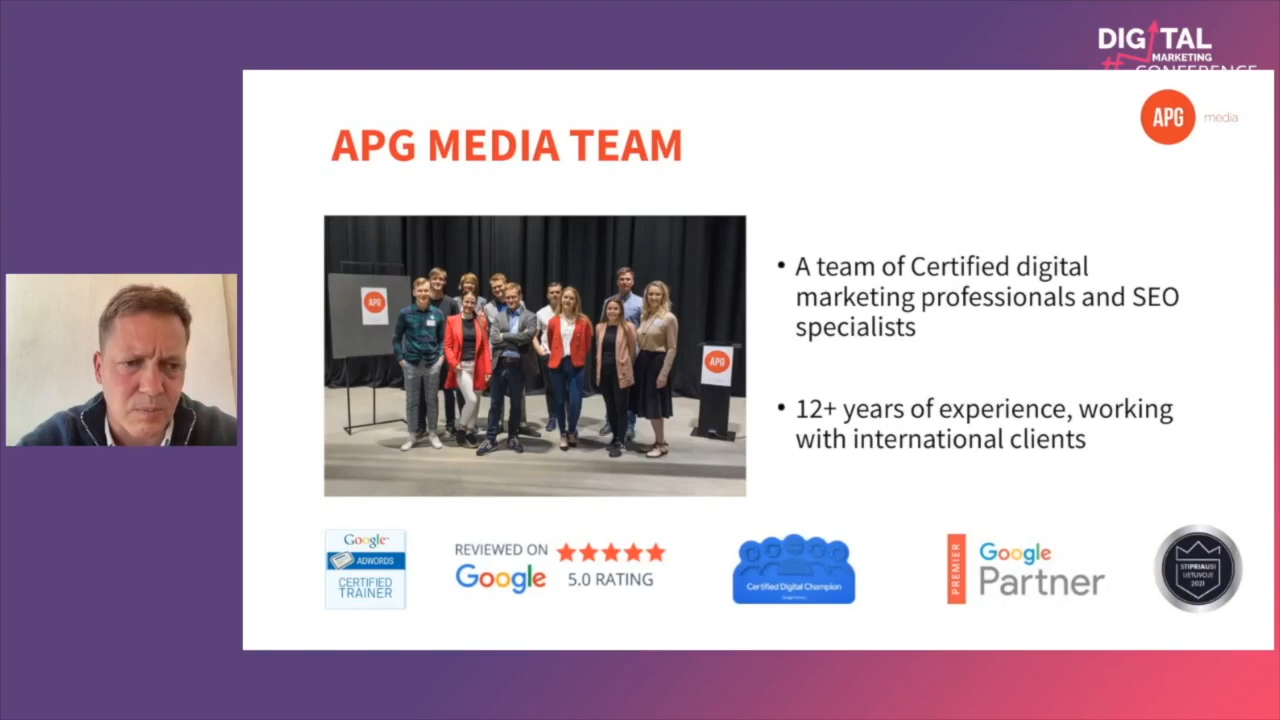 DIGITAL
MARKETING
#CONFERENCE
APG media
APG MEDIA TEAM
APG
APG
• A team of Certified digital
marketing professionals and SEO
specialists
• 12+ years of experience, working
with international clients
Google
ADWORDS
CERTIFIED
TRAINER
REVIEWED ON
Google 5.0 RATING
Certified Digital Champion
PREMIER
Google
Partner
STIPRIAUSI
LIETUVOJE
2021